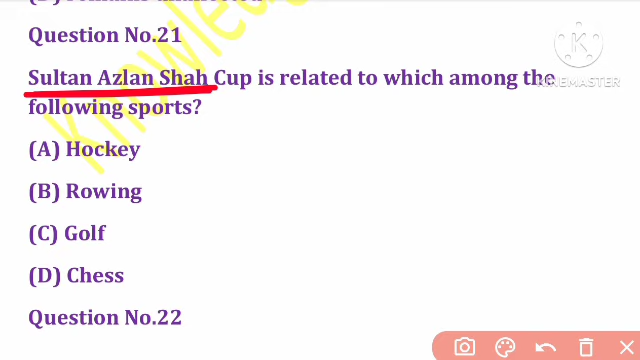 Question No.21
Sultan Azlan Shah Cup is related to which among the
following sports?
(A) Hockey
(B) Rowing
(C) Golf
(D) Chess
Question No.22
KINEMASTER